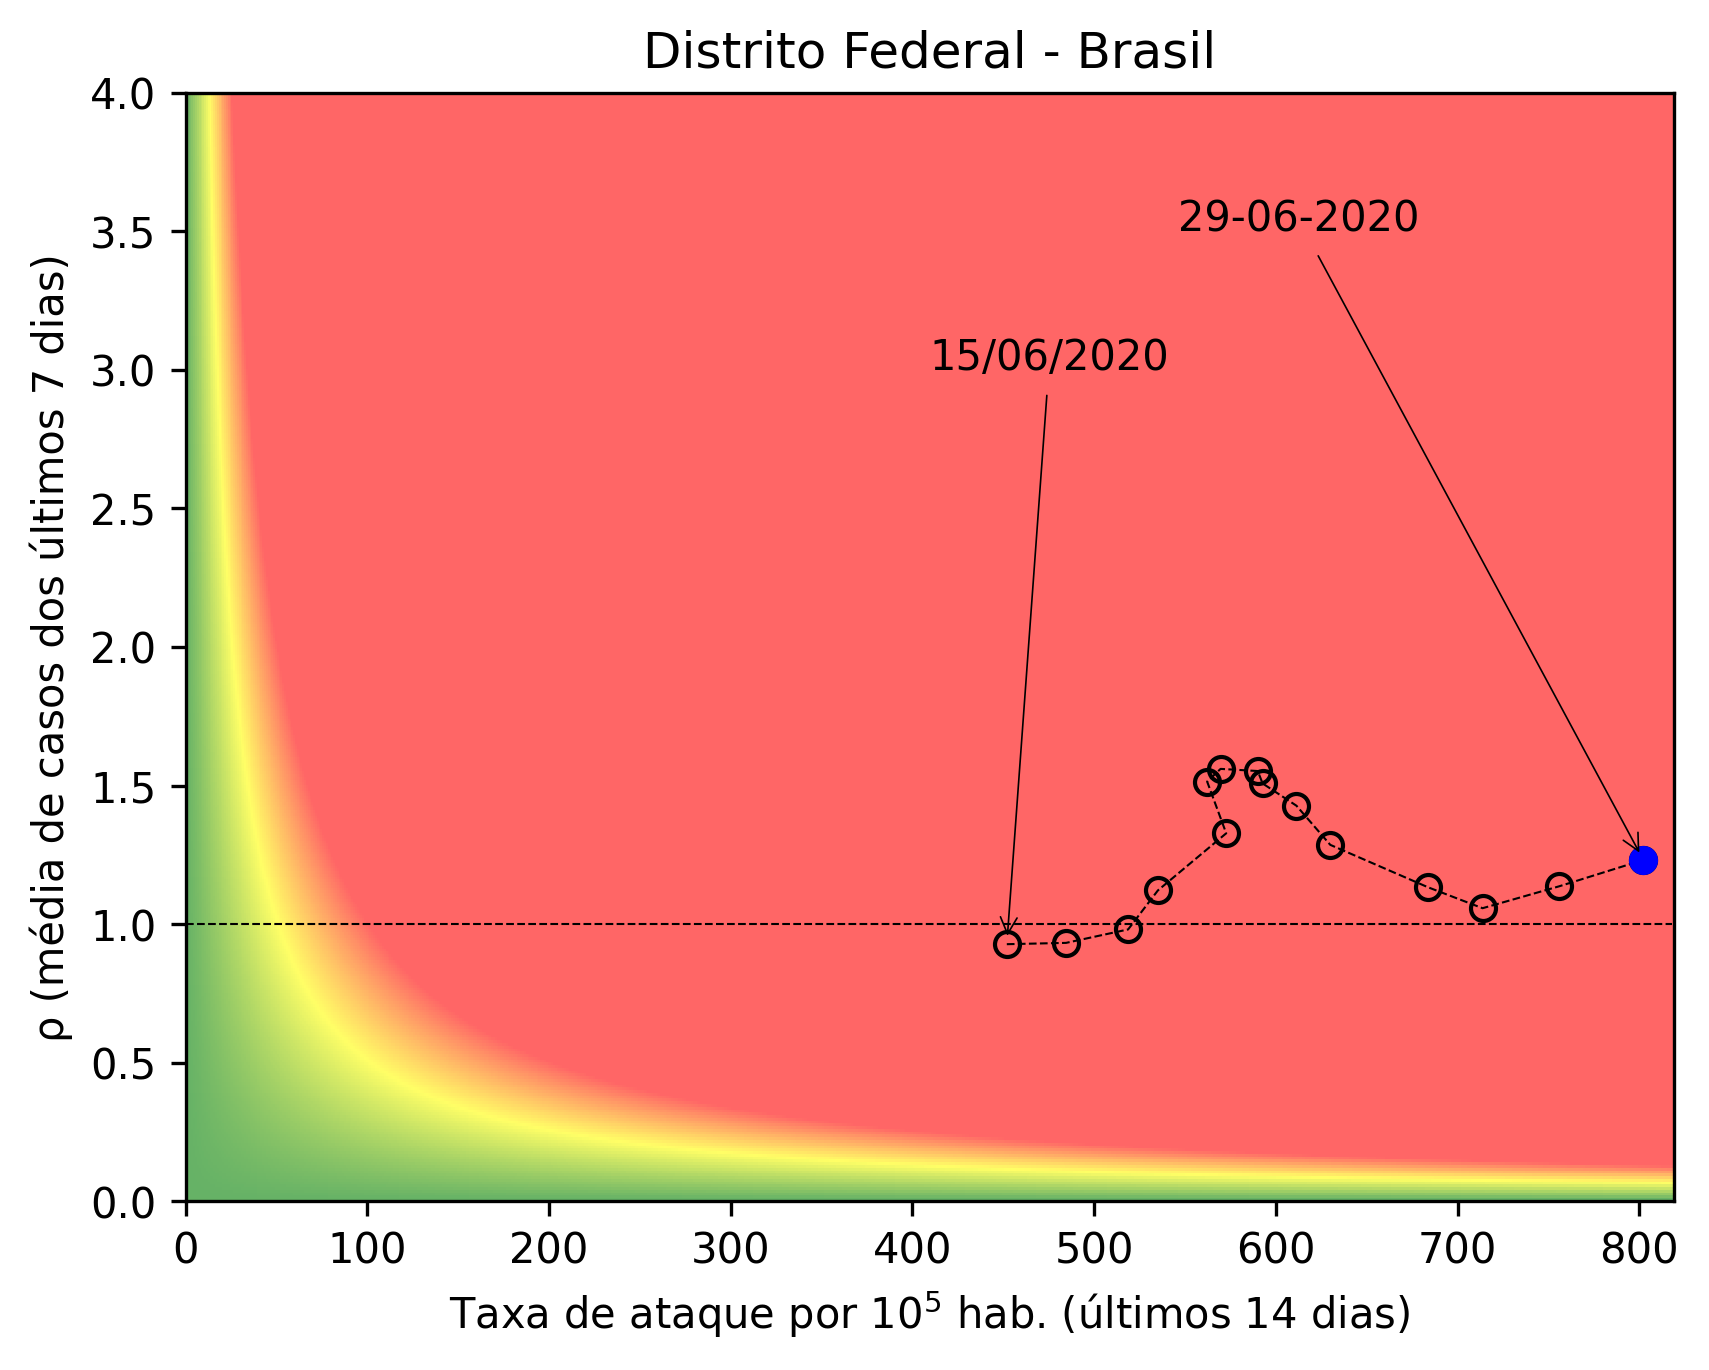 Distrito Federal - Brasil
4.0
3.5
3.0
2.5
2.0
1.5
1.0
0.5
0.0
ρ (média de casos dos últimos 7 dias)
29-06-2020
15/06/2020
0 100 200 300 400 500 600 700 800
Taxa de ataque por 10⁵ hab. (últimos 14 dias)